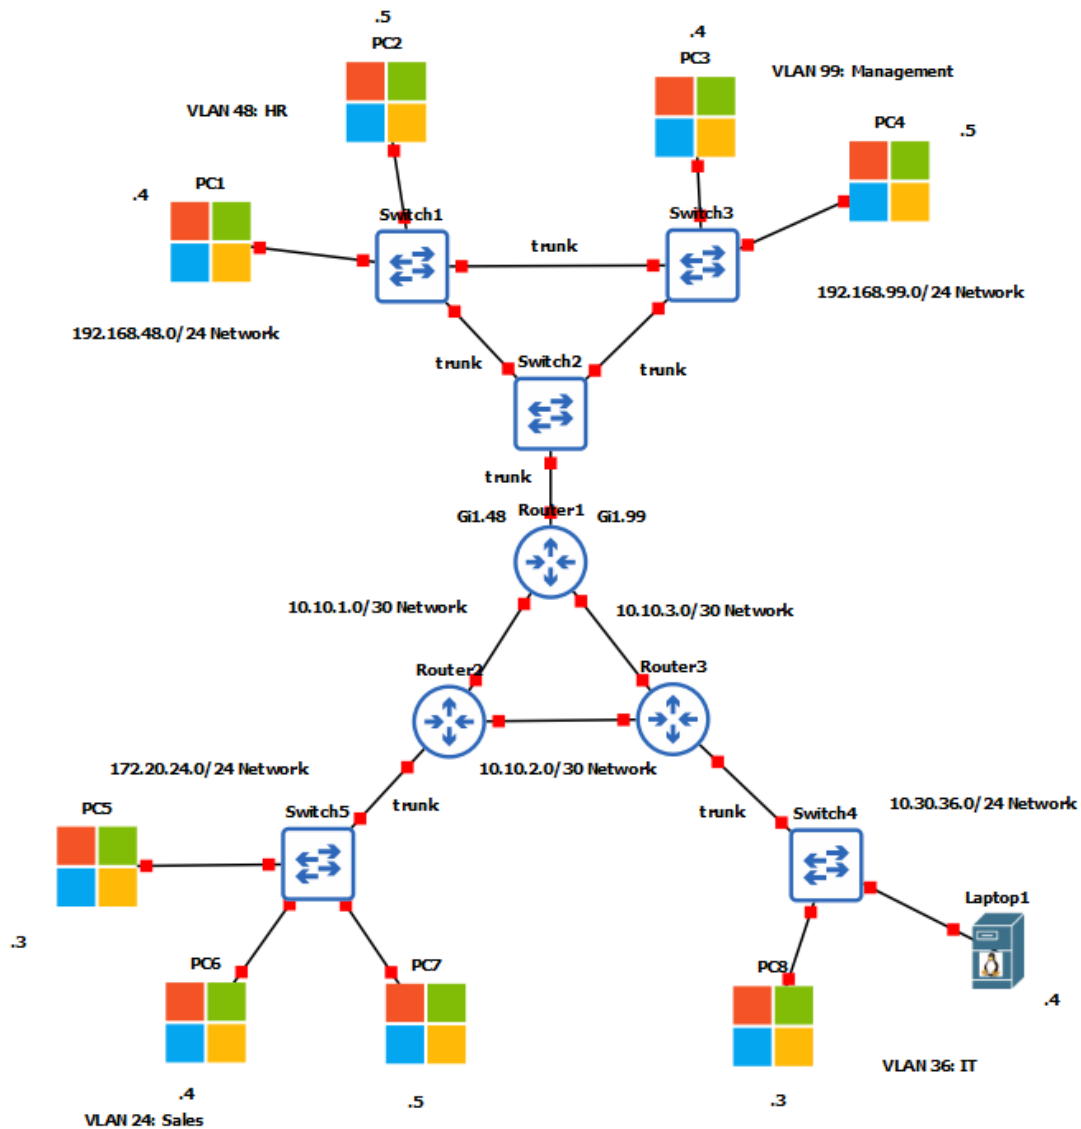 .5
PC2
.4
PC3
VLAN 99: Management
VLAN 48: HR
PC4
.5
.4
PC1
Switch1
Switch3
trunk
192.168.99.0/24 Network
192.168.48.0/24 Network
trunk
Switch2
trunk
trunk
Gi1.48
Router1
Gi1.99
10.10.1.0/30 Network
10.10.3.0/30 Network
Router2
Router3
172.20.24.0/24 Network
10.10.2.0/30 Network
PC5
Switch5
trunk
trunk
Switch4
10.30.36.0/24 Network
Laptop1
.3
PC6
PC7
PC8
.4
VLAN 36: IT
.4
.5
.3
VLAN 24: Sales